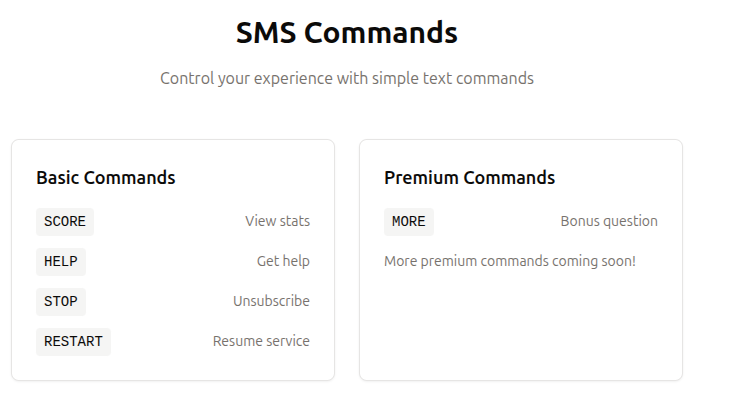 SMS Commands
Control your experience with simple text commands
Basic Commands
SCORE View stats
HELP Get help
STOP Unsubscribe
RESTART Resume service
Premium Commands
MORE Bonus question
More premium commands coming soon!